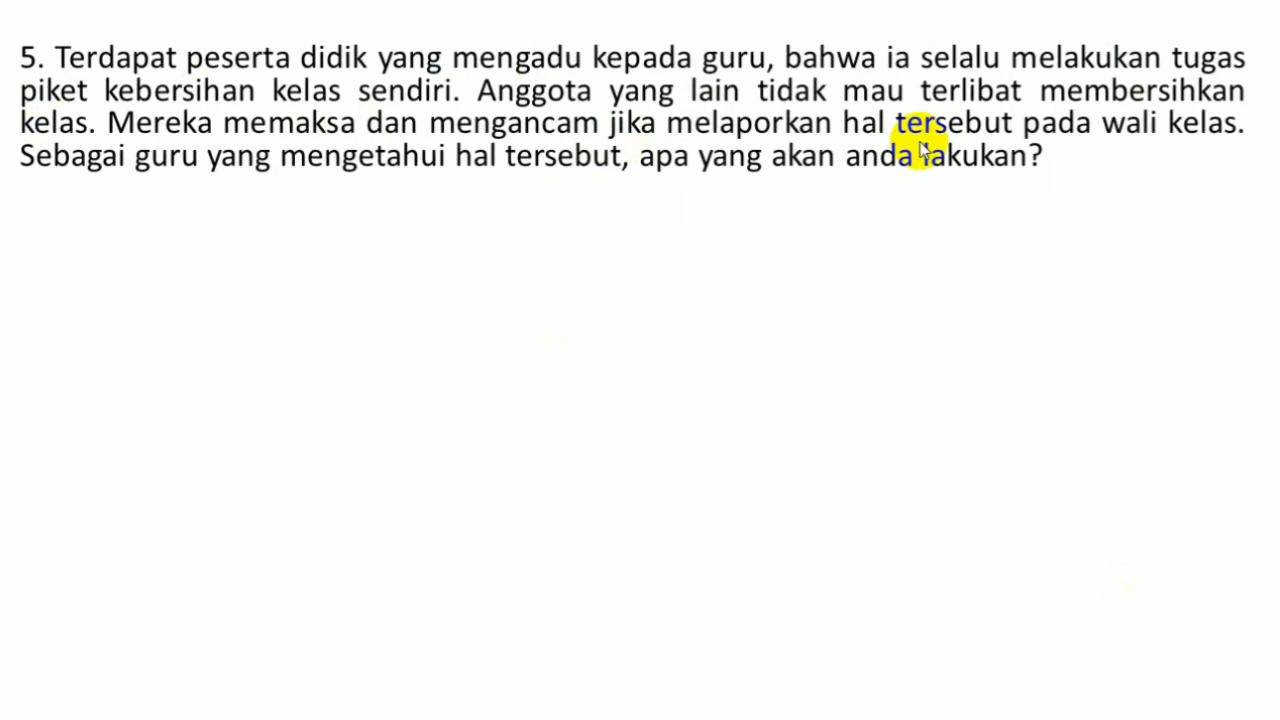 5. Terdapat peserta didik yang mengadu kepada guru, bahwa ia selalu melakukan tugas
piket kebersihan kelas sendiri. Anggota yang lain tidak mau terlibat membersihkan
kelas. Mereka memaksa dan mengancam jika melaporkan hal tersebut pada wali kelas.
Sebagai guru yang mengetahui hal tersebut, apa yang akan anda lakukan?